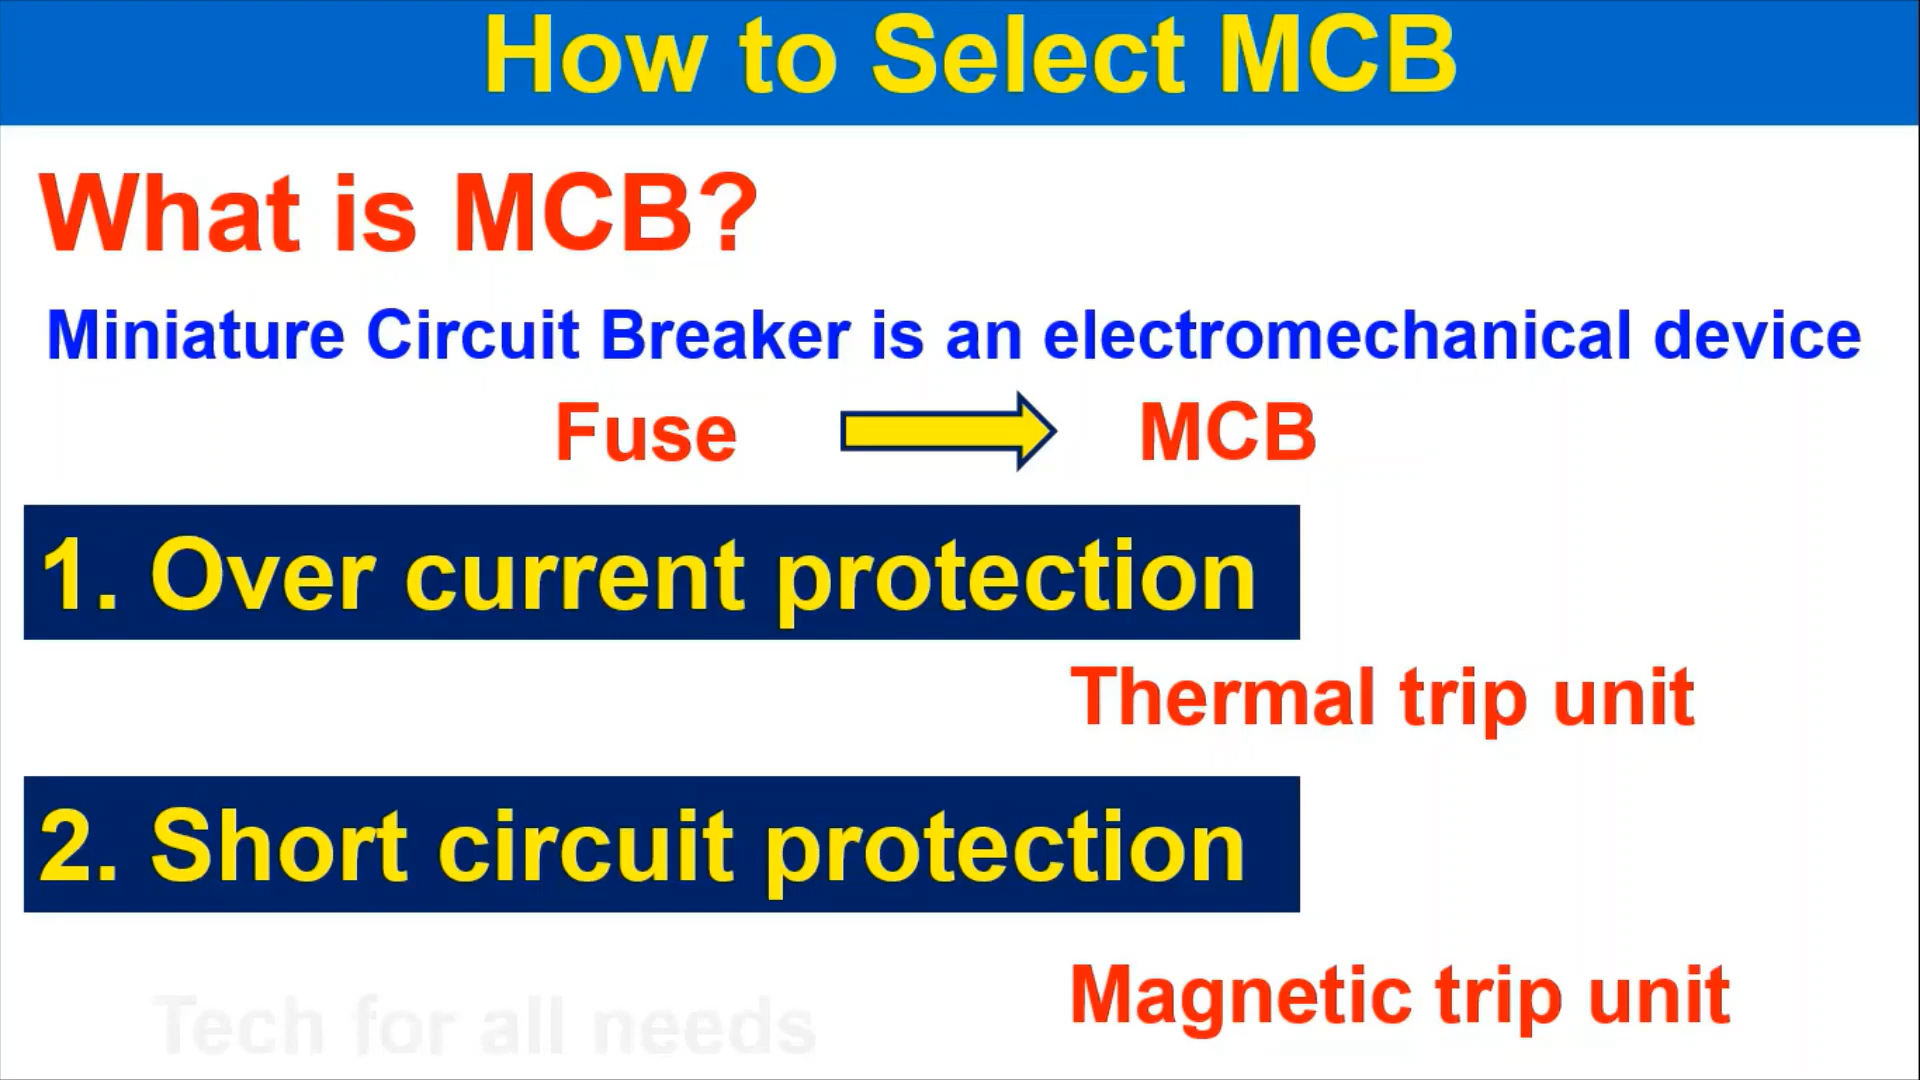 How to Select MCB
What is MCB?
Miniature Circuit Breaker is an electromechanical device
Fuse MCB
1. Over current protection
Thermal trip unit
2. Short circuit protection
Magnetic trip unit
Tech for all needs